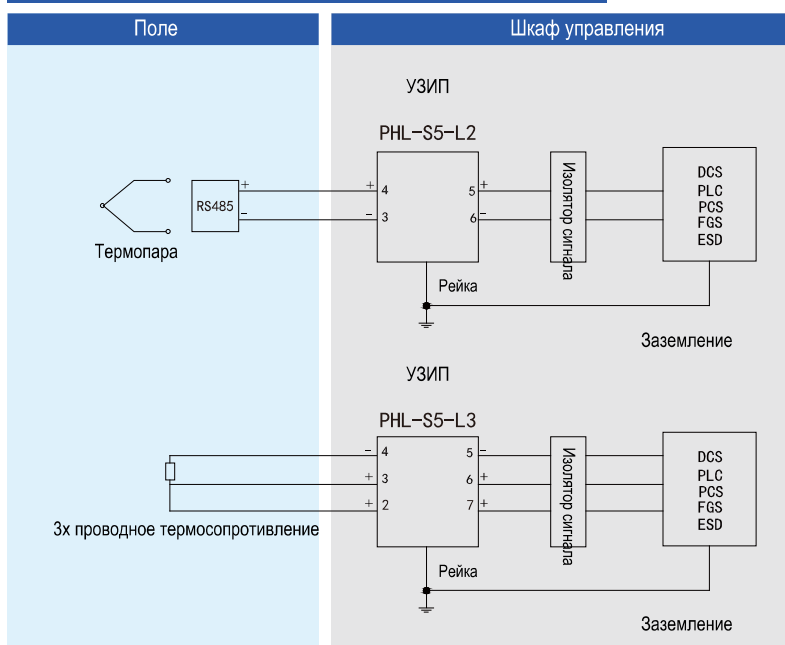 Поле
Шкаф управления
УЗИП
PHL-S5-L2
+ + 4 5 +
RS485
- - 3 6 -
Термопара
Изолятор сигнала
DCS
PLC
PCS
FGS
ESD
Рейка
Заземление
УЗИП
PHL-S5-L3
- 4 5 -
+ 3 6 +
+ 2 7 +
3х проводное термосопротивление
Изолятор сигнала
DCS
PLC
PCS
FGS
ESD
Рейка
Заземление